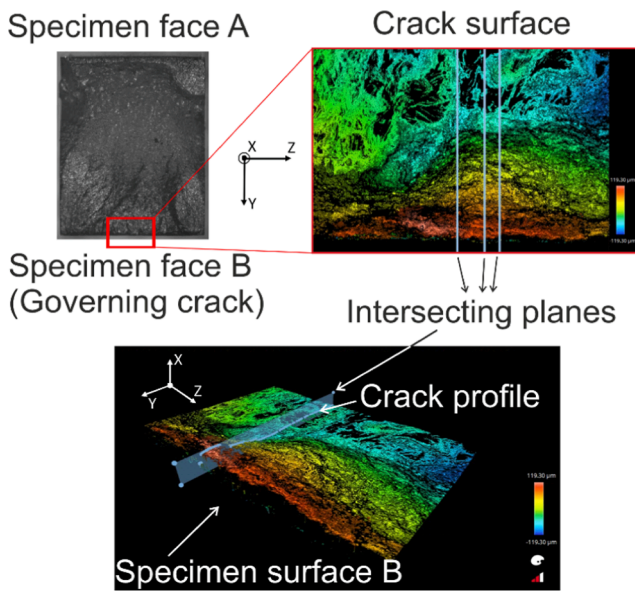 Specimen face A
Crack surface
X
Z
Y
119.30 µm
-119.30 µm
Specimen face B
(Governing crack)
Intersecting planes
X
Y
Z
Crack profile
119.30 µm
-119.30 µm
Specimen surface B